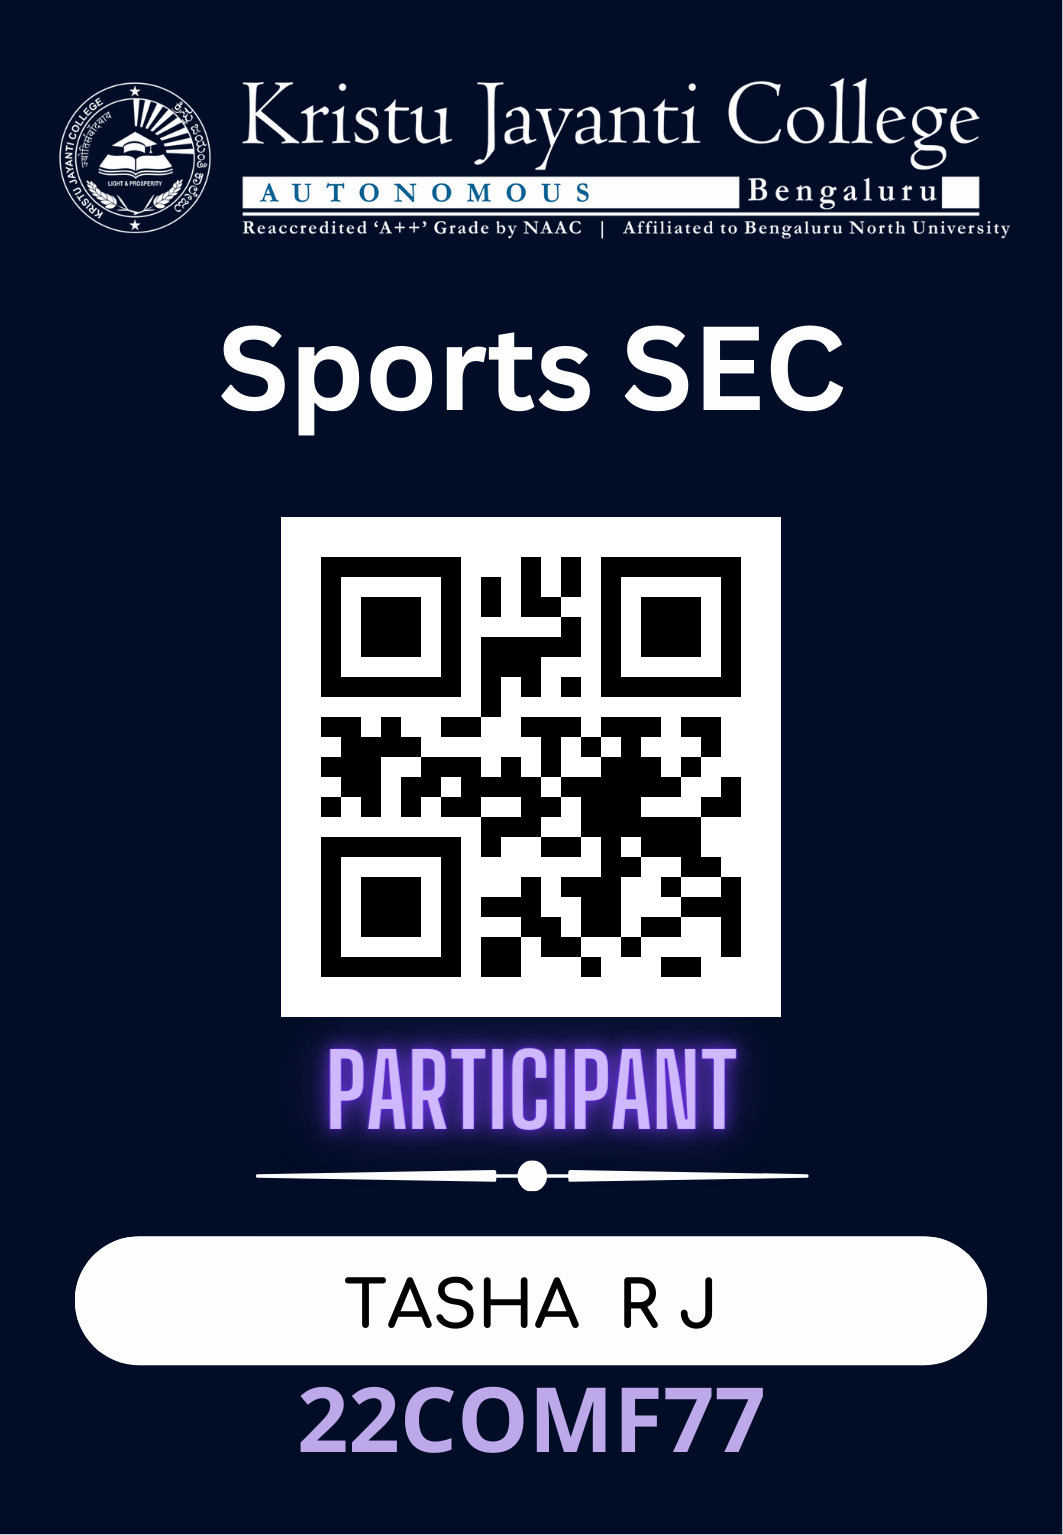 KRISTU JAYANTI COLLEGE
ಕ್ರಿಸ್ತು ಜಯಂತಿ ಕಾಲೇಜು
LIGHT & PROSPERITY
Kristu Jayanti College
AUTONOMOUS Bengaluru
Reaccredited ‘A++’ Grade by NAAC | Affiliated to Bengaluru North University
Sports SEC
PARTICIPANT
TASHA R J
22COMF77